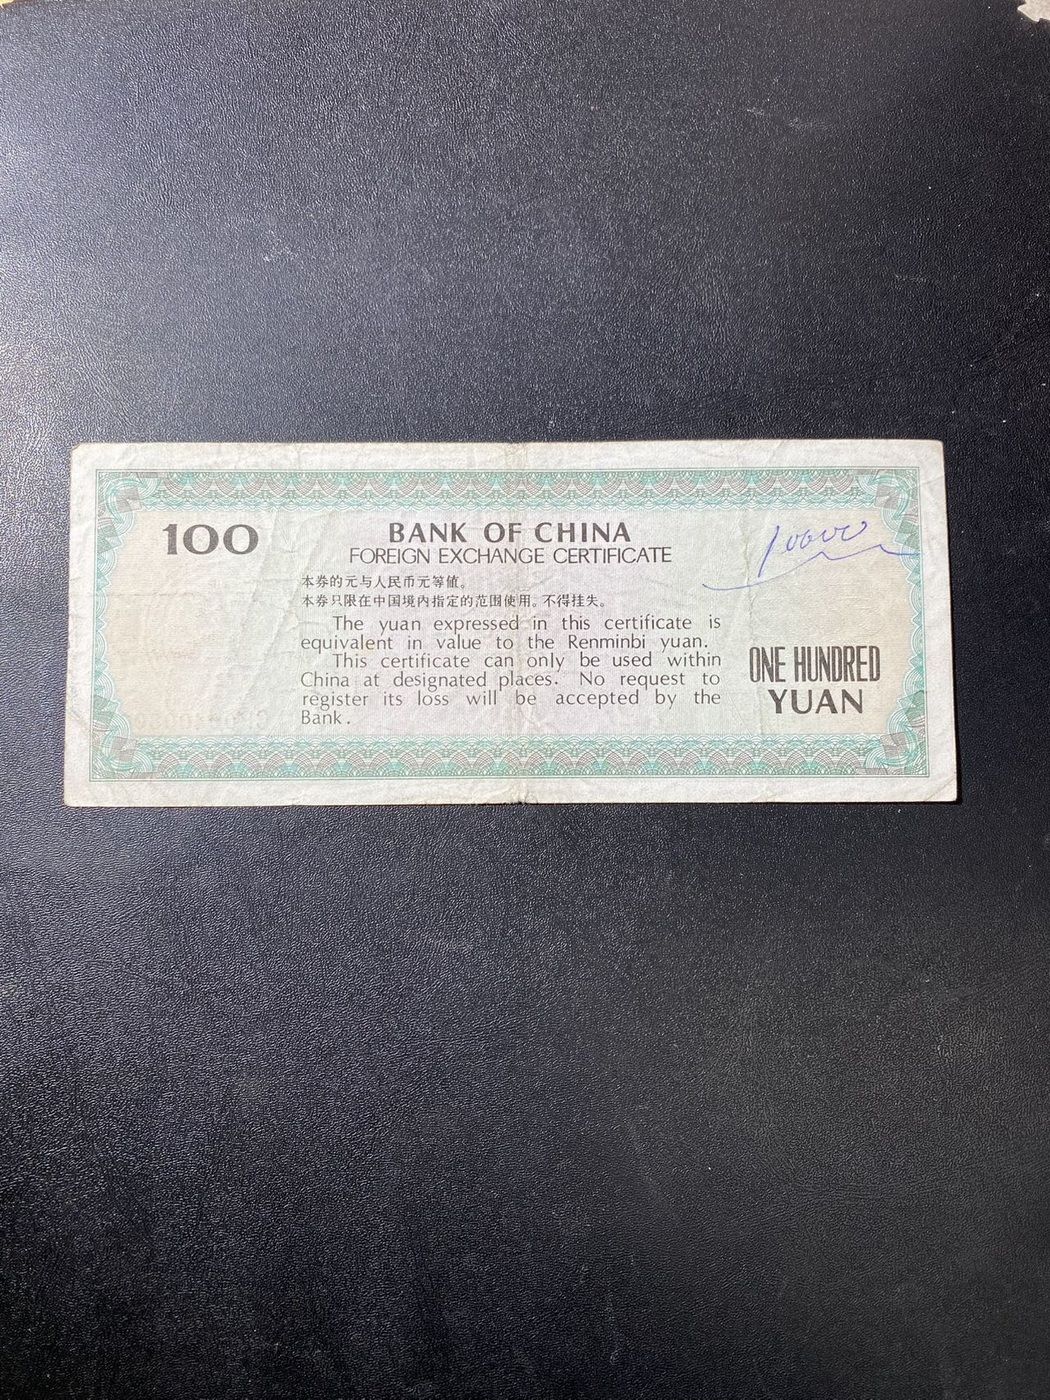 100
BANK OF CHINA
FOREIGN EXCHANGE CERTIFICATE
本券的元与人民币元等值。
本券只限在中国境内指定的范围使用。不得挂失。
The yuan expressed in this certificate is
equivalent in value to the Renminbi yuan.
This certificate can only be used within
China at designated places. No request to
register its loss will be accepted by the
Bank.
10000
ONE HUNDRED
YUAN